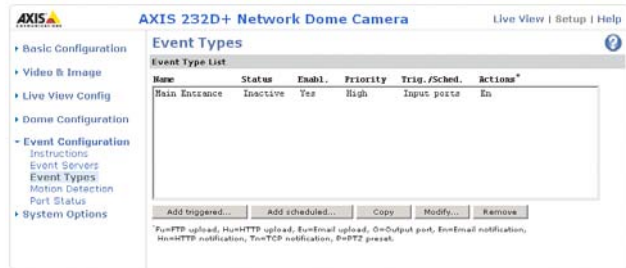 AXIS
AXIS 232D+ Network Dome Camera
Live View | Setup | Help
Basic Configuration
Video & Image
Live View Config
Dome Configuration
Event Configuration
Instructions
Event Servers
Event Types
Motion Detection
Port Status
System Options
Event Types
Event Type List
Name Status Enabl. Priority Trig./Sched. Actions*
Main Entrance Inactive Yes High Input ports En
Add triggered... Add scheduled... Copy Modify... Remove
*Fu=FTP upload, Hu=HTTP upload, Eu=Email upload, O=Output port, En=Email notification,
Hn=HTTP notification, Tn=TCP notification, P=PTZ preset.